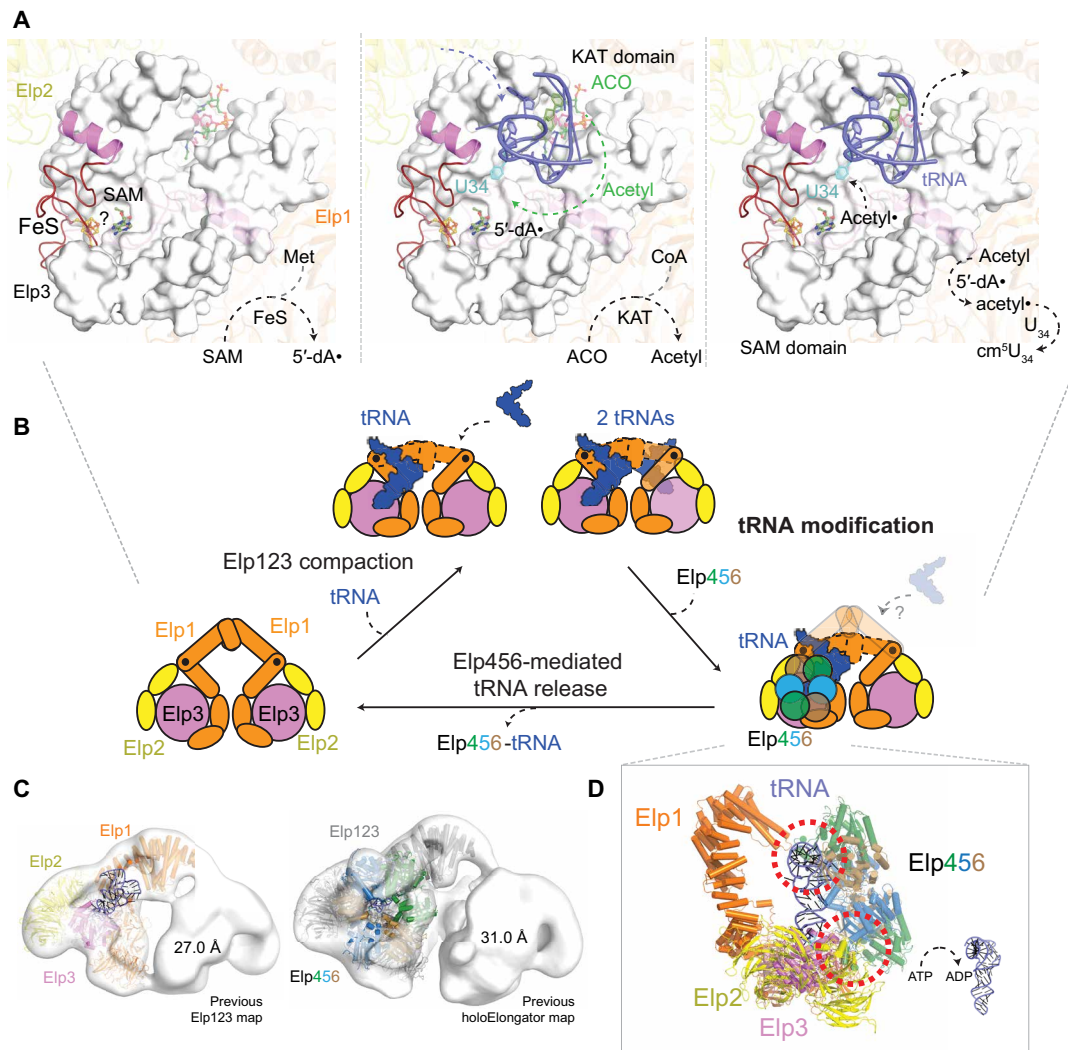 A
Elp2
SAM
?
FeS
Elp3
Elp1
Met
FeS
SAM
5′-dA•
KAT domain
ACO
U34
Acetyl
5′-dA•
CoA
KAT
ACO
Acetyl
U34
tRNA
Acetyl•
Acetyl
5′-dA•
acetyl•
U₃₄
cm⁵U₃₄
SAM domain
B
tRNA
2 tRNAs
tRNA modification
Elp123 compaction
tRNA
Elp456
?
tRNA
Elp1
Elp1
Elp456-mediated
tRNA release
Elp3
Elp3
Elp2
Elp2
Elp456-tRNA
Elp456
C
Elp1
Elp2
Elp3
27.0 Å
Previous
Elp123 map
Elp123
31.0 Å
Elp456
Previous
holoElongator map
D
tRNA
Elp1
Elp456
Elp2
Elp3
ATP
ADP